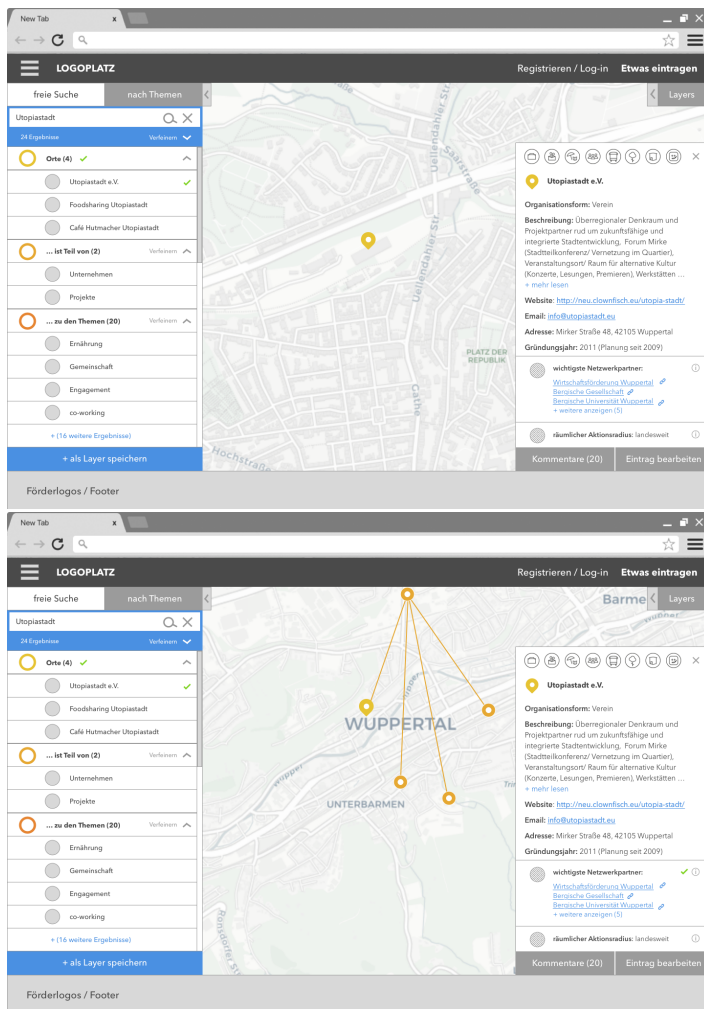 New Tab
x
LOGOPLATZ
Registrieren / Log-in
Etwas eintragen
freie Suche
nach Themen
Layers
Utopiastadt
24 Ergebnisse
Verfeinern
Orte (4)
Utopiastadt e.V.
Foodsharing Utopiastadt
Café Hutmacher Utopiastadt
... ist Teil von (2)
Verfeinern
Unternehmen
Projekte
... zu den Themen (20)
Verfeinern
Ernährung
Gemeinschaft
Engagement
co-working
+ (16 weitere Ergebnisse)
+ als Layer speichern
Uellendahler Str.
Saarstraße
Uellendahler Str
PLATZ DER
REPUBLIK
Gathe
Hochstraße
Utopiastadt e.V.
Organisationsform: Verein
Beschreibung: Überregionaler Denkraum und
Projektpartner rund um zukunftsfähige und
integrierte Stadtentwicklung, Forum Mirke
(Stadtteilkonferenz/ Vernetzung im Quartier),
Veranstaltungsort/ Raum für alternative Kultur
(Konzerte, Lesungen, Premieren), Werkstätten ...
+ mehr lesen
Website: http://neu.clownfisch.eu/utopia-stadt/
Email: info@utopiastadt.eu
Adresse: Mirker Straße 48, 42105 Wuppertal
Gründungsjahr: 2011 (Planung seit 2009)
wichtigste Netzwerkpartner:
Wirtschaftsförderung Wuppertal
Bergische Gesellschaft
Bergische Universität Wuppertal
+ weitere anzeigen (5)
räumlicher Aktionsradius: landesweit
Kommentare (20)
Eintrag bearbeiten
Förderlogos / Footer
New Tab
x
LOGOPLATZ
Registrieren / Log-in
Etwas eintragen
freie Suche
nach Themen
Barme
Layers
Utopiastadt
24 Ergebnisse
Verfeinern
Orte (4)
Utopiastadt e.V.
Foodsharing Utopiastadt
Café Hutmacher Utopiastadt
... ist Teil von (2)
Verfeinern
Unternehmen
Projekte
... zu den Themen (20)
Verfeinern
Ernährung
Gemeinschaft
Engagement
co-working
+ (16 weitere Ergebnisse)
+ als Layer speichern
Wupper
Wupper
WUPPERTAL
Wupper
UNTERBARMEN
Ronsdorfer Str
Utopiastadt e.V.
Organisationsform: Verein
Beschreibung: Überregionaler Denkraum und
Projektpartner rund um zukunftsfähige und
integrierte Stadtentwicklung, Forum Mirke
(Stadtteilkonferenz/ Vernetzung im Quartier),
Veranstaltungsort/ Raum für alternative Kultur
(Konzerte, Lesungen, Premieren), Werkstätten ...
+ mehr lesen
Website: http://neu.clownfisch.eu/utopia-stadt/
Email: info@utopiastadt.eu
Adresse: Mirker Straße 48, 42105 Wuppertal
Gründungsjahr: 2011 (Planung seit 2009)
wichtigste Netzwerkpartner:
Wirtschaftsförderung Wuppertal
Bergische Gesellschaft
Bergische Universität Wuppertal
+ weitere anzeigen (5)
räumlicher Aktionsradius: landesweit
Kommentare (20)
Eintrag bearbeiten
Förderlogos / Footer